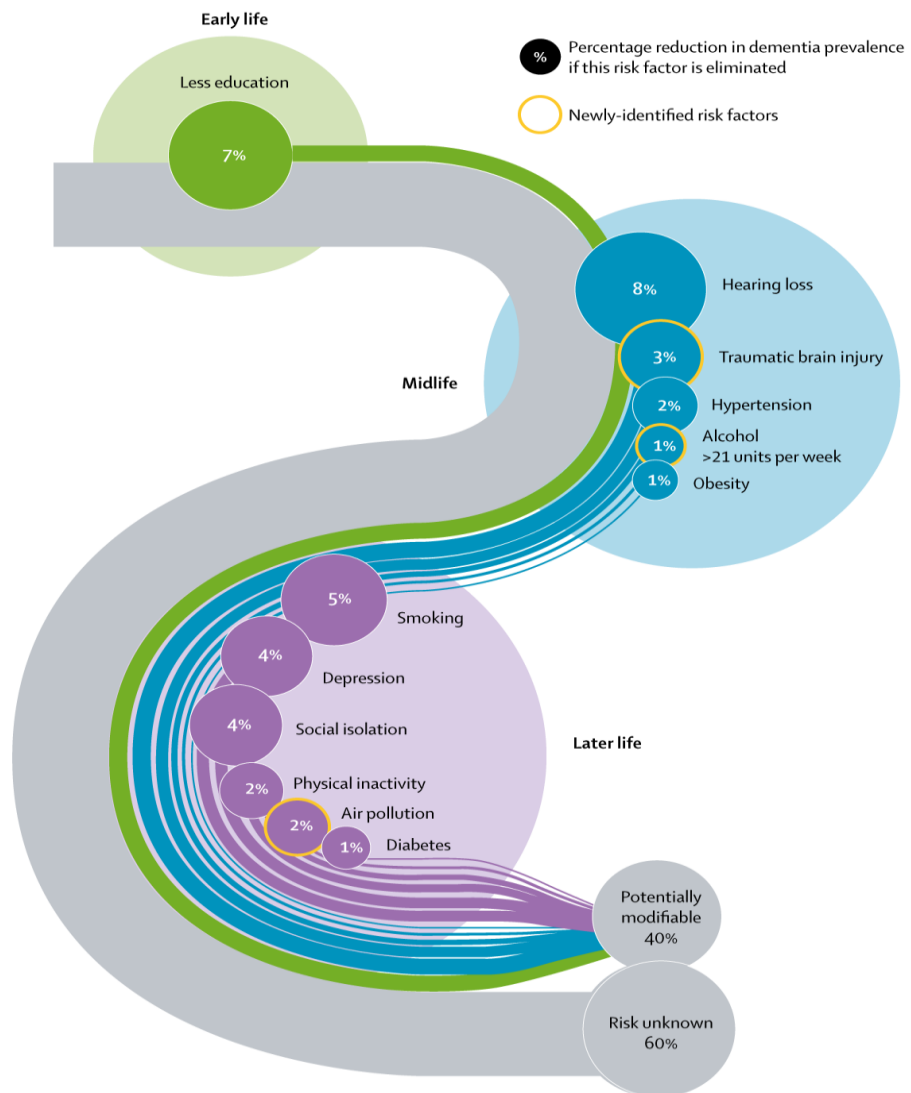 Early life
%
Percentage reduction in dementia prevalence
if this risk factor is eliminated
Newly-identified risk factors
Less education
7%
8%
Hearing loss
3%
Traumatic brain injury
Midlife
2%
Hypertension
1%
Alcohol
>21 units per week
1%
Obesity
5%
Smoking
4%
Depression
4%
Social isolation
Later life
2%
Physical inactivity
2%
Air pollution
1%
Diabetes
Potentially
modifiable
40%
Risk unknown
60%